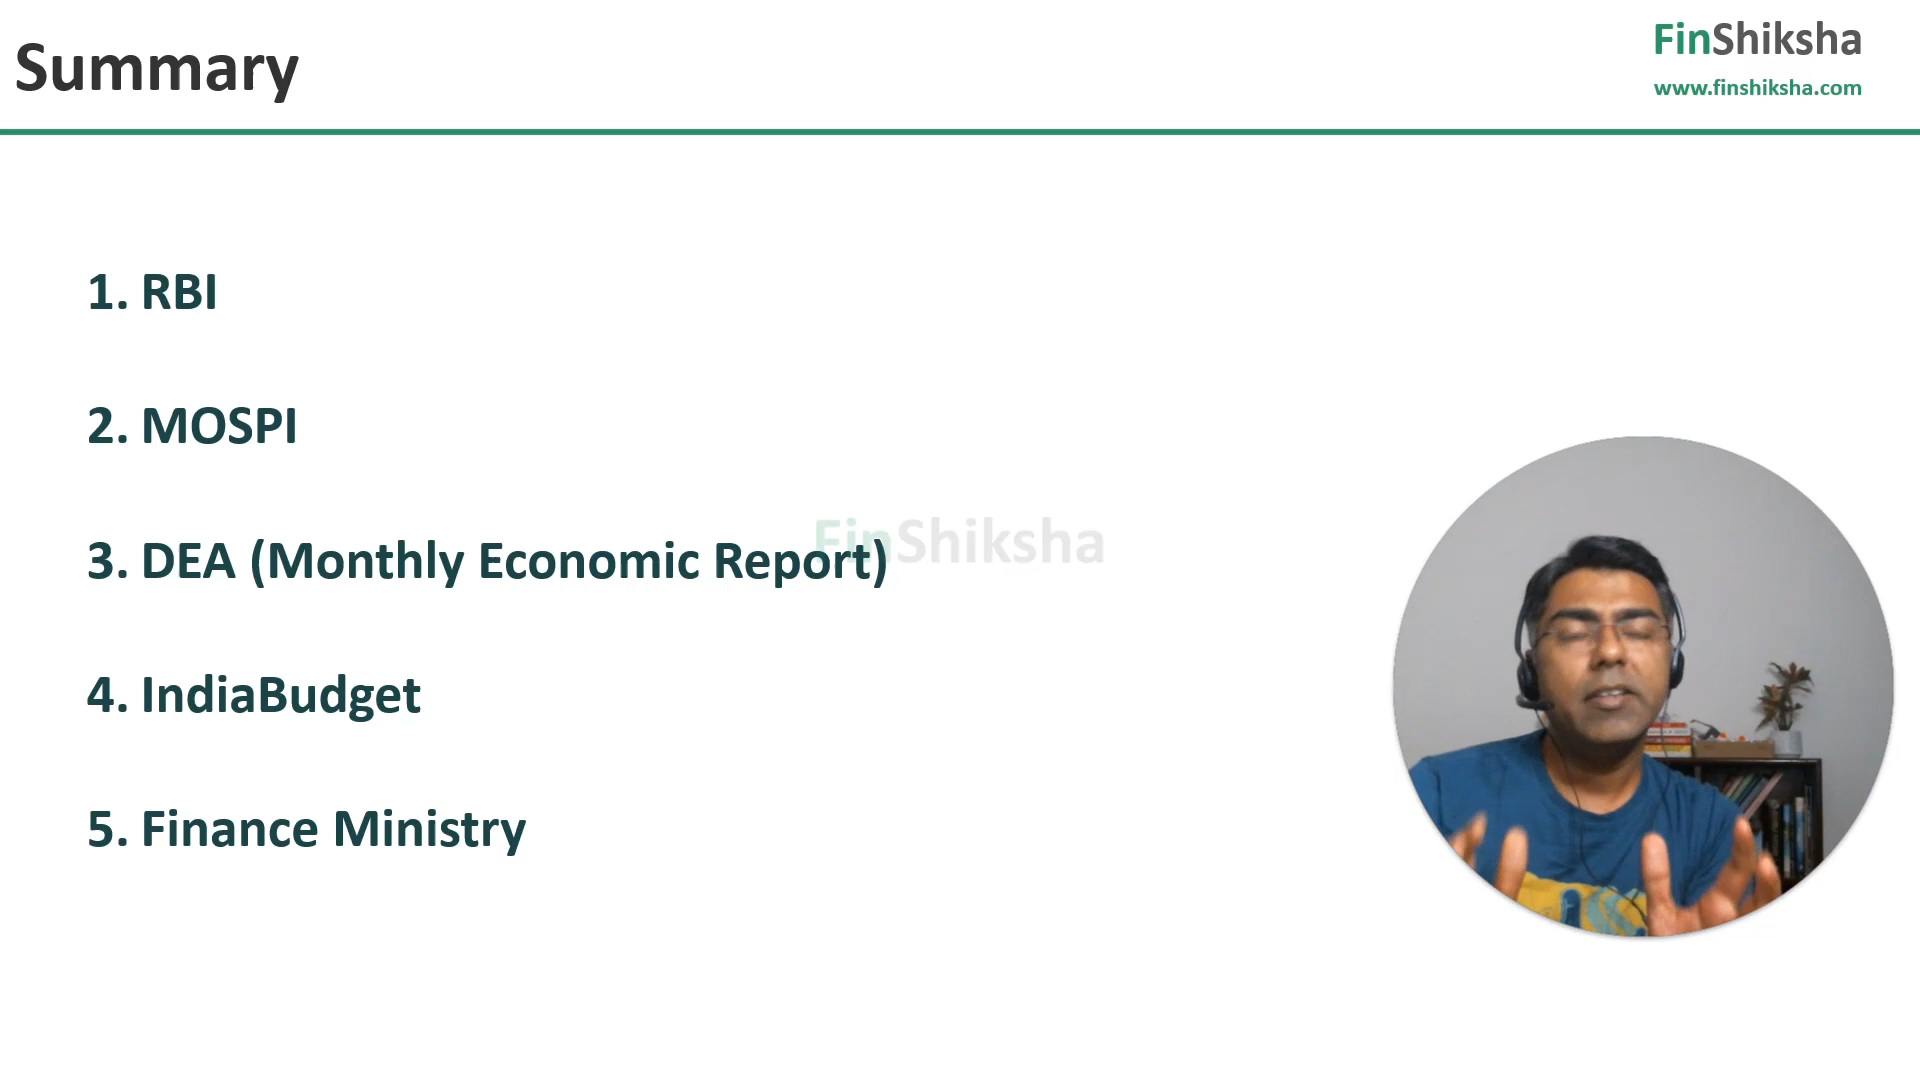 Summary
FinShiksha
www.finshiksha.com
1. RBI
2. MOSPI
FinShiksha
3. DEA (Monthly Economic Report)
4. IndiaBudget
5. Finance Ministry